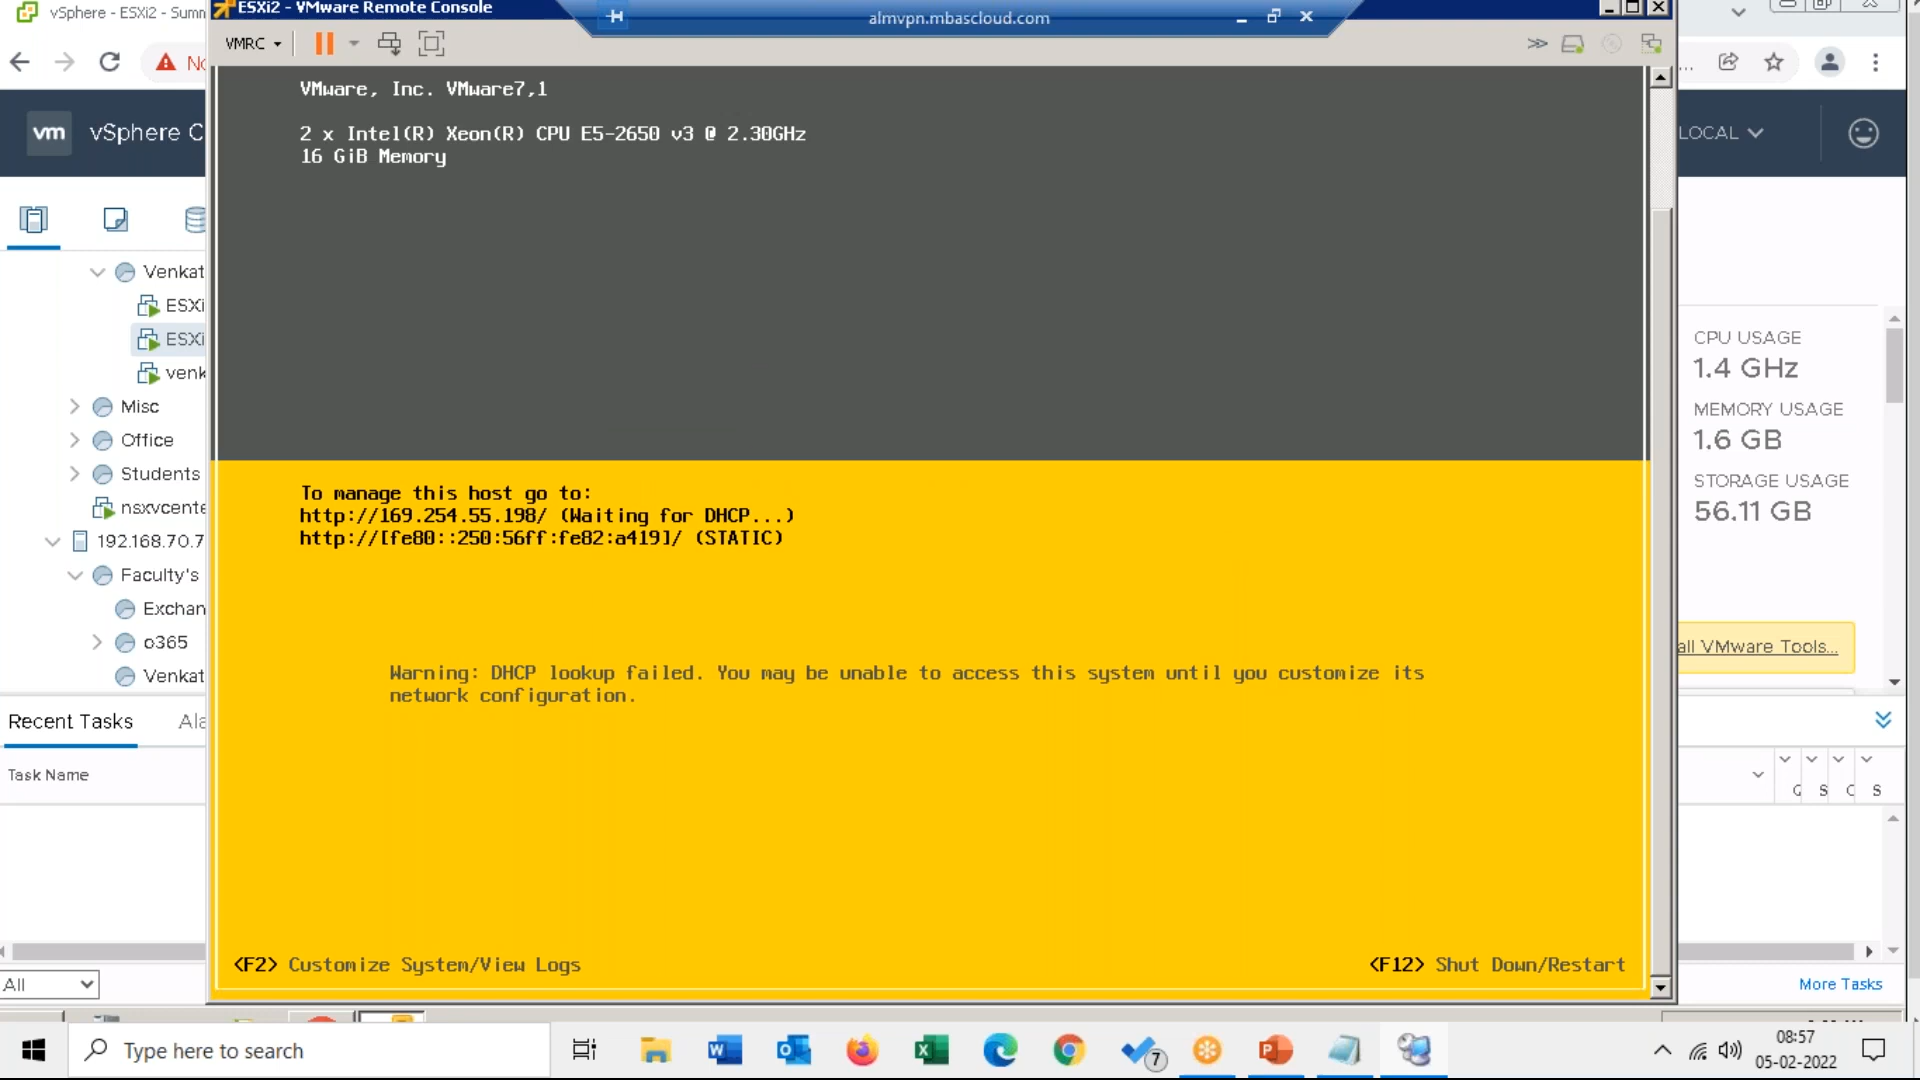 vSphere - ESXi2 - Summ
ESXi2 - VMware Remote Console
almvpn.mbascloud.com
VMRC
vm vSphere C
LOCAL
VMware, Inc. VMware7,1
2 x Intel(R) Xeon(R) CPU E5-2650 v3 @ 2.30GHz
16 GiB Memory
Venkat
ESXi
ESXi
venk
Misc
Office
Students
nsxvcente
192.168.70.7
Faculty's
Exchan
o365
Venkat
CPU USAGE
1.4 GHz
MEMORY USAGE
1.6 GB
STORAGE USAGE
56.11 GB
all VMware Tools...
To manage this host go to:
http://169.254.55.198/ (Waiting for DHCP...)
http://[fe80::250:56ff:fe82:a419]/ (STATIC)
Warning: DHCP lookup failed. You may be unable to access this system until you customize its
network configuration.
<F2> Customize System/View Logs
<F12> Shut Down/Restart
Recent Tasks Ala
Task Name
S
S
All
More Tasks
Type here to search
7
08:57
05-02-2022